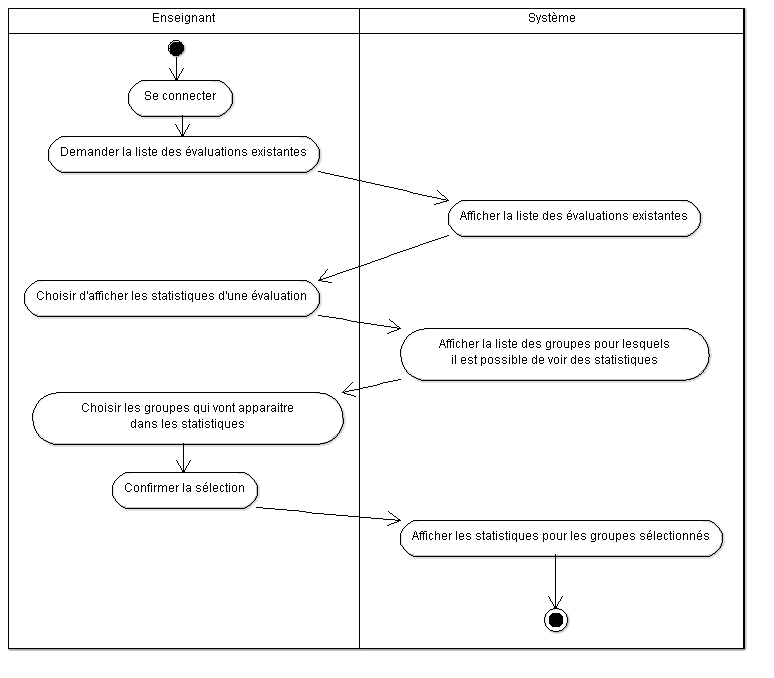 Enseignant
Système
Se connecter
Demander la liste des évaluations existantes
Afficher la liste des évaluations existantes
Choisir d'afficher les statistiques d'une évaluation
Afficher la liste des groupes pour lesquels
il est possible de voir des statistiques
Choisir les groupes qui vont apparaitre
dans les statistiques
Confirmer la sélection
Afficher les statistiques pour les groupes sélectionnés